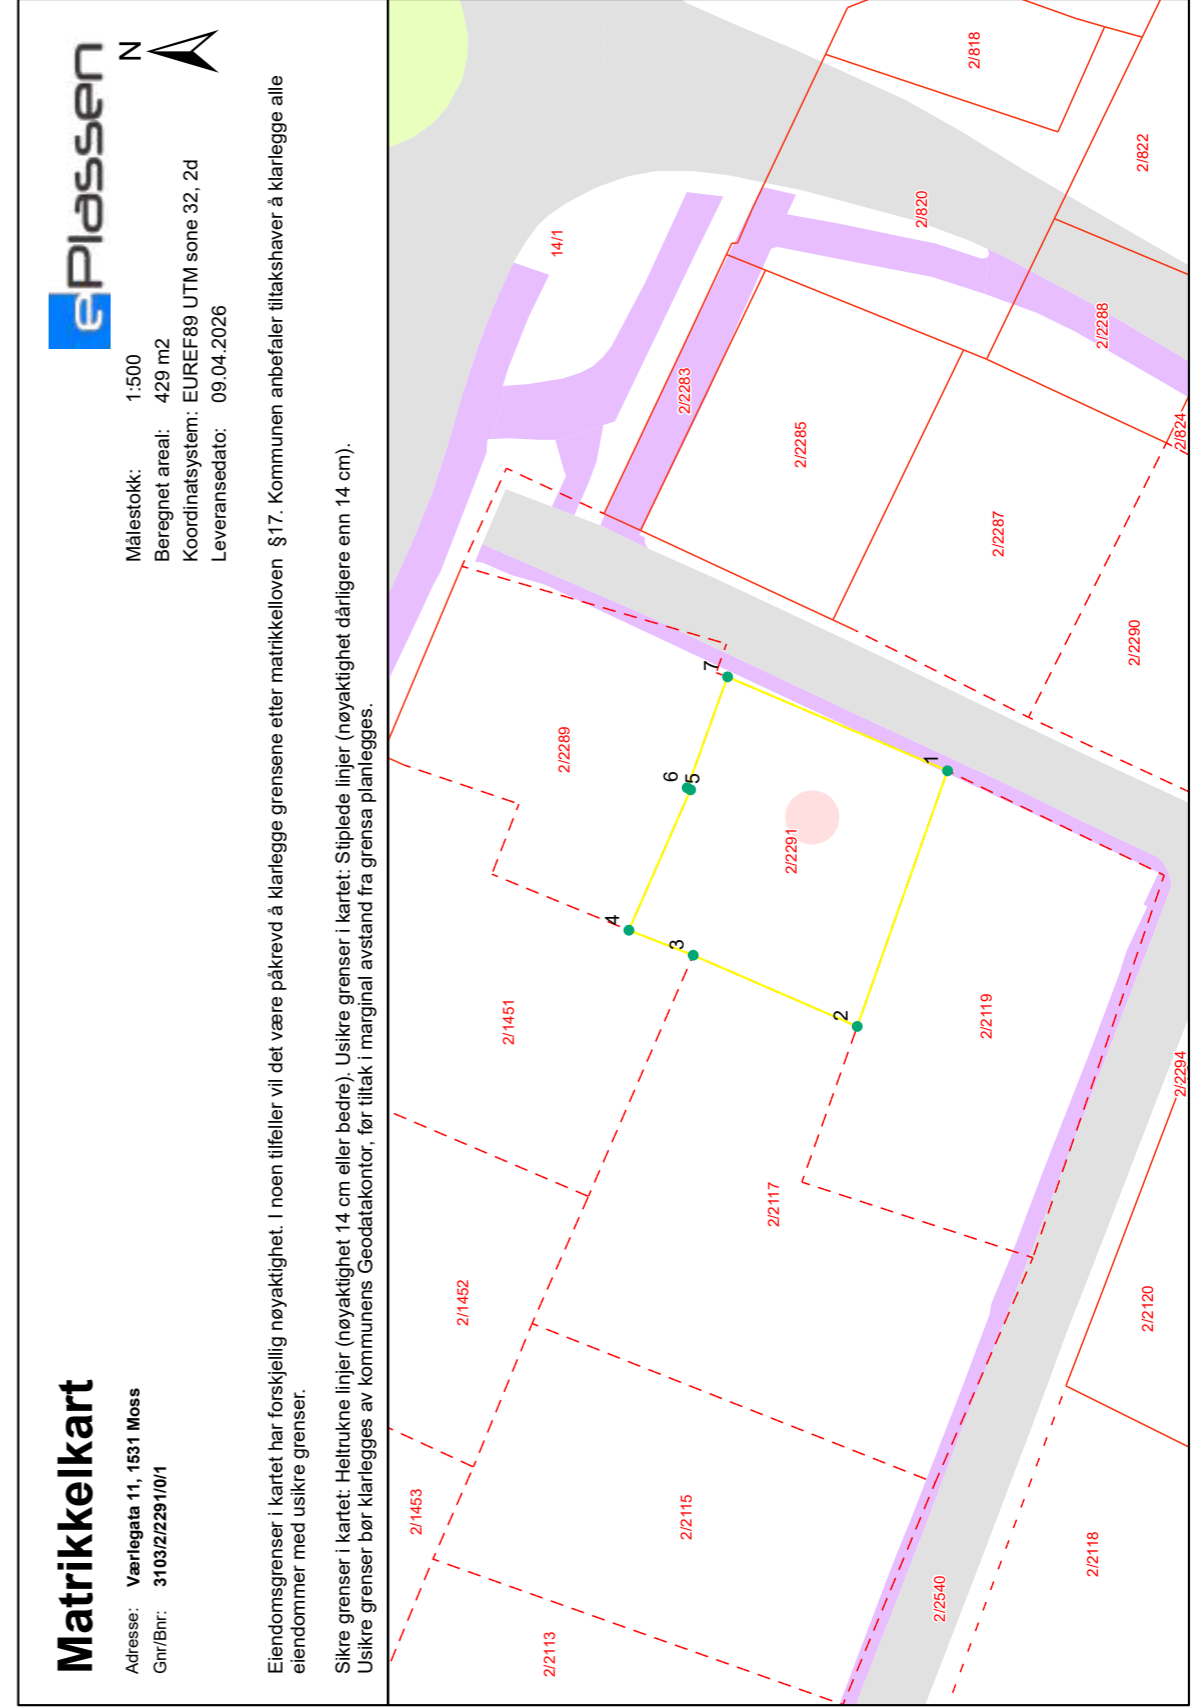 Matrikkelkart
ePlassen
N
Adresse: Værlegata 11, 1531 Moss
Gnr/Bnr: 3103/2/2291/0/1
Målestokk: 1:500
Beregnet areal: 429 m2
Koordinatsystem: EUREF89 UTM sone 32, 2d
Leveransedato: 09.04.2026
Eiendomsgrenser i kartet har forskjellig nøyaktighet. I noen tilfeller vil det være påkrevd å klarlegge grensene etter matrikkelloven §17. Kommunen anbefaler tiltakshaver å klarlegge alle
eiendommer med usikre grenser.
Sikre grenser i kartet: Heltrukne linjer (nøyaktighet 14 cm eller bedre). Usikre grenser i kartet: Stiplede linjer (nøyaktighet dårligere enn 14 cm).
Usikre grenser bør klarlegges av kommunens Geodatakontor, før tiltak i marginal avstand fra grensa planlegges.
2/1453
2/1452
2/1451
2/2289
14/1
2/818
2/2113
2/2115
2/2117
2/2291
2/2283
2/2285
2/820
2/822
4
3
6
5
7
2
1
2/2119
2/2287
2/2288
2/2540
2/2118
2/2120
2/2294
2/2290
2/824